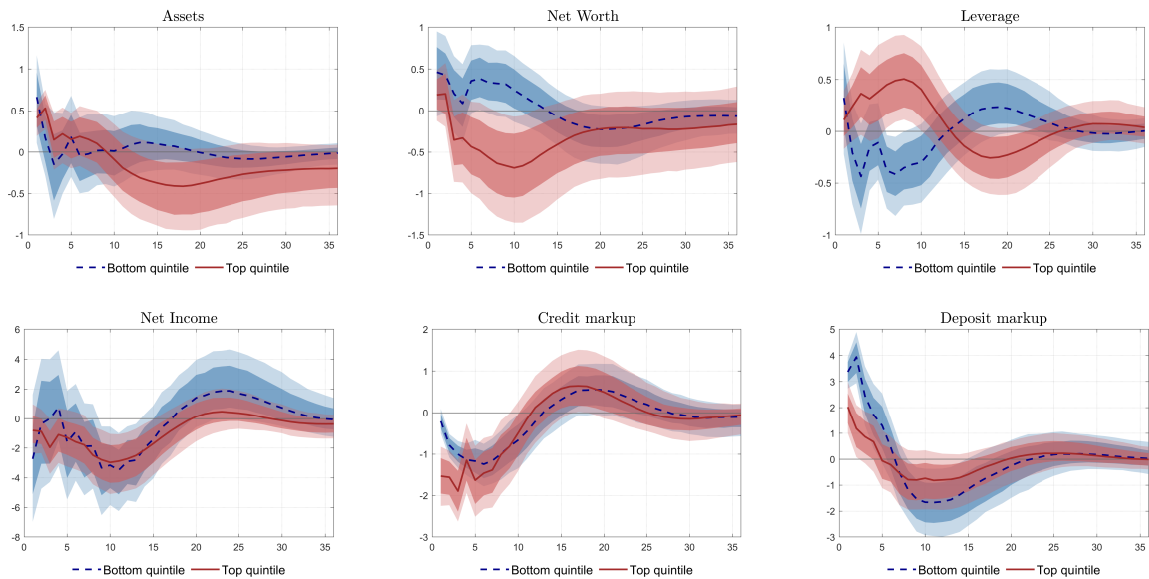 Assets
1.5
1
0.5
0
-0.5
-1
0 5 10 15 20 25 30 35
Bottom quintile Top quintile
Net Worth
1
0.5
0
-0.5
-1
-1.5
0 5 10 15 20 25 30 35
Bottom quintile Top quintile
Leverage
1
0.5
0
-0.5
-1
0 5 10 15 20 25 30 35
Bottom quintile Top quintile
Net Income
6
4
2
0
-2
-4
-6
-8
0 5 10 15 20 25 30 35
Bottom quintile Top quintile
Credit markup
2
1
0
-1
-2
-3
0 5 10 15 20 25 30 35
Bottom quintile Top quintile
Deposit markup
5
4
3
2
1
0
-1
-2
-3
0 5 10 15 20 25 30 35
Bottom quintile Top quintile